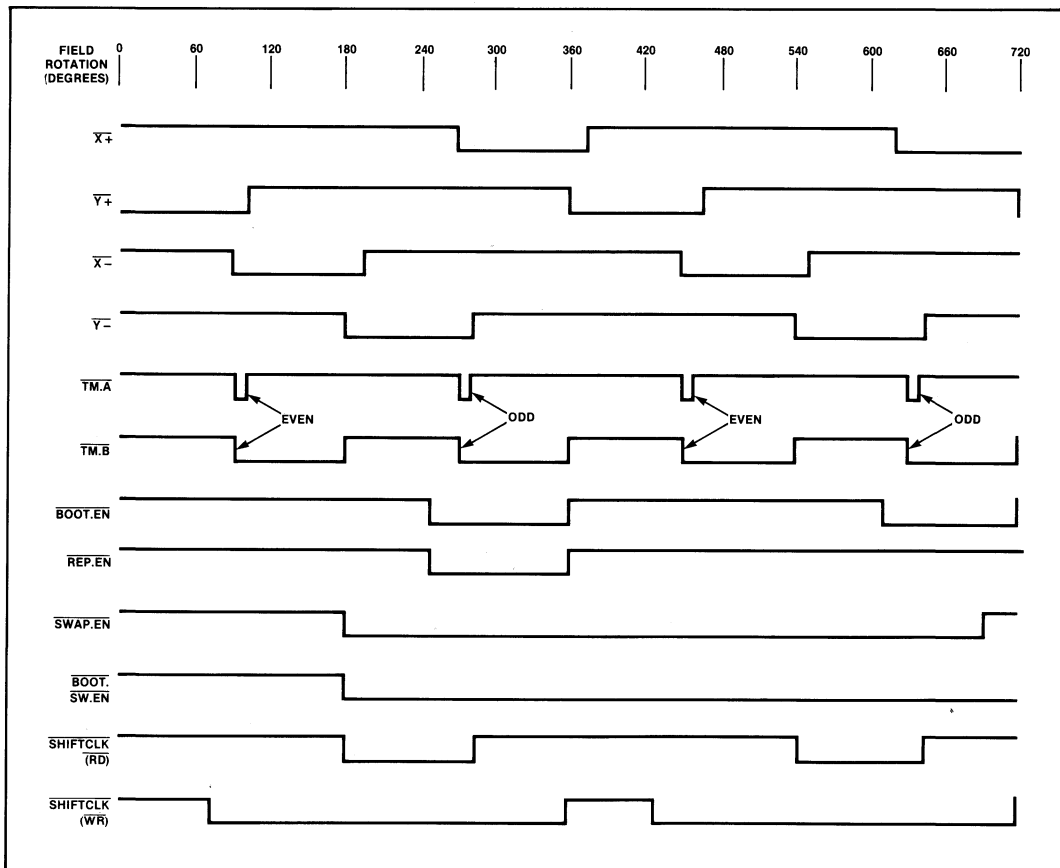 FIELD ROTATION (DEGREES) 0 60 120 180 240 300 360 420 480 540 600 660 720
X+
Y+
X−
Y−
TM.A
EVEN ODD EVEN ODD
TM.B
BOOT.EN
REP.EN
SWAP.EN
BOOT.
SW.EN
SHIFTCLK
(RD)
SHIFTCLK
(WR)